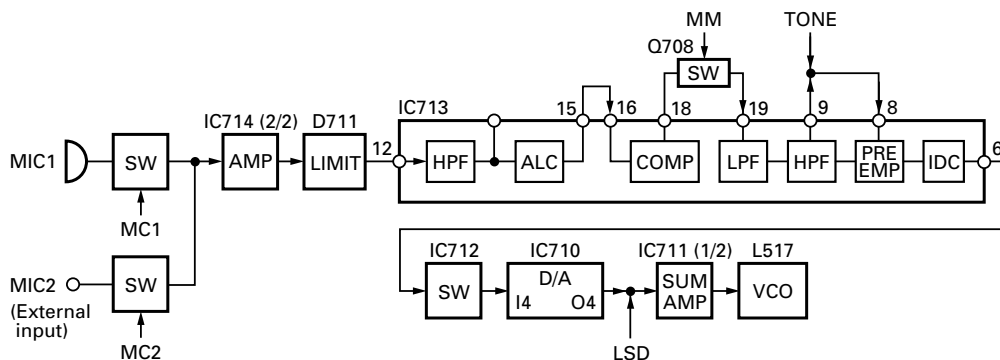 MM
TONE
Q708
SW
IC713
15
16
18
19
9
8
IC714 (2/2)
D711
MIC1
SW
AMP
LIMIT
12
HPF
ALC
COMP
LPF
HPF
PRE
EMP
IDC
6
MC1
MIC2
(External
input)
SW
MC2
IC712
IC710
IC711 (1/2)
L517
SW
D/A
I4
O4
SUM
AMP
VCO
LSD